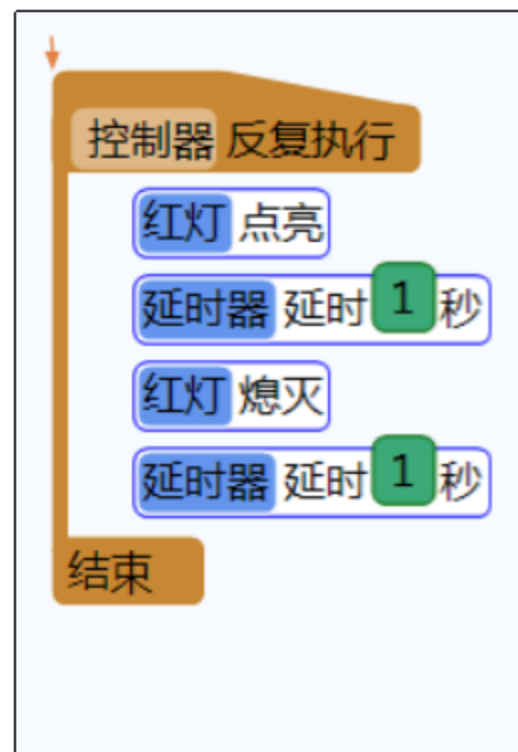 控制器 反复执行
红灯 点亮
延时器 延时 1 秒
红灯 熄灭
延时器 延时 1 秒
结束